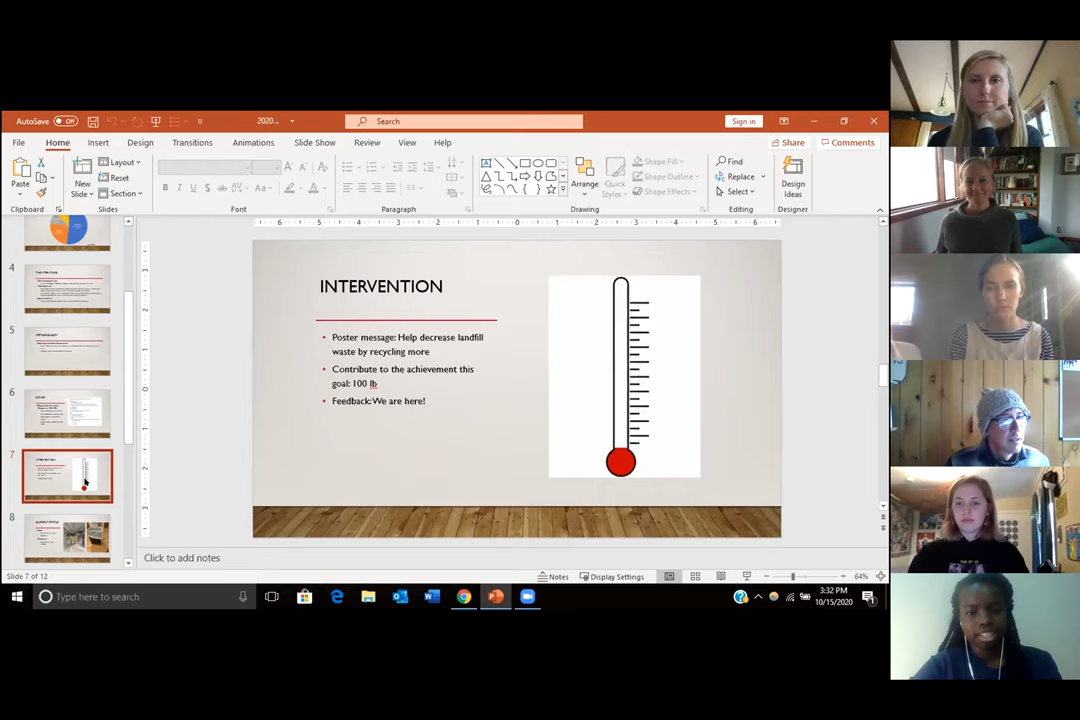 AutoSave Off
2020...
Search
Sign in
File Home Insert Design Transitions Animations Slide Show Review View Help
Share Comments
Paste
New
Slide
Layout
Reset
Section
B I U S ab AV Aa A
Arrange
Quick
Styles
Shape Fill
Shape Outline
Shape Effects
Find
Replace
Select
Design
Ideas
Clipboard Slides Font Paragraph Drawing Editing Designer
4
5
6
7
8
INTERVENTION
• Poster message: Help decrease landfill
waste by recycling more
• Contribute to the achievement this
goal: 100 lb
• Feedback: We are here!
Click to add notes
Slide 7 of 12
Notes Display Settings
64%
Type here to search
3:32 PM
10/15/2020